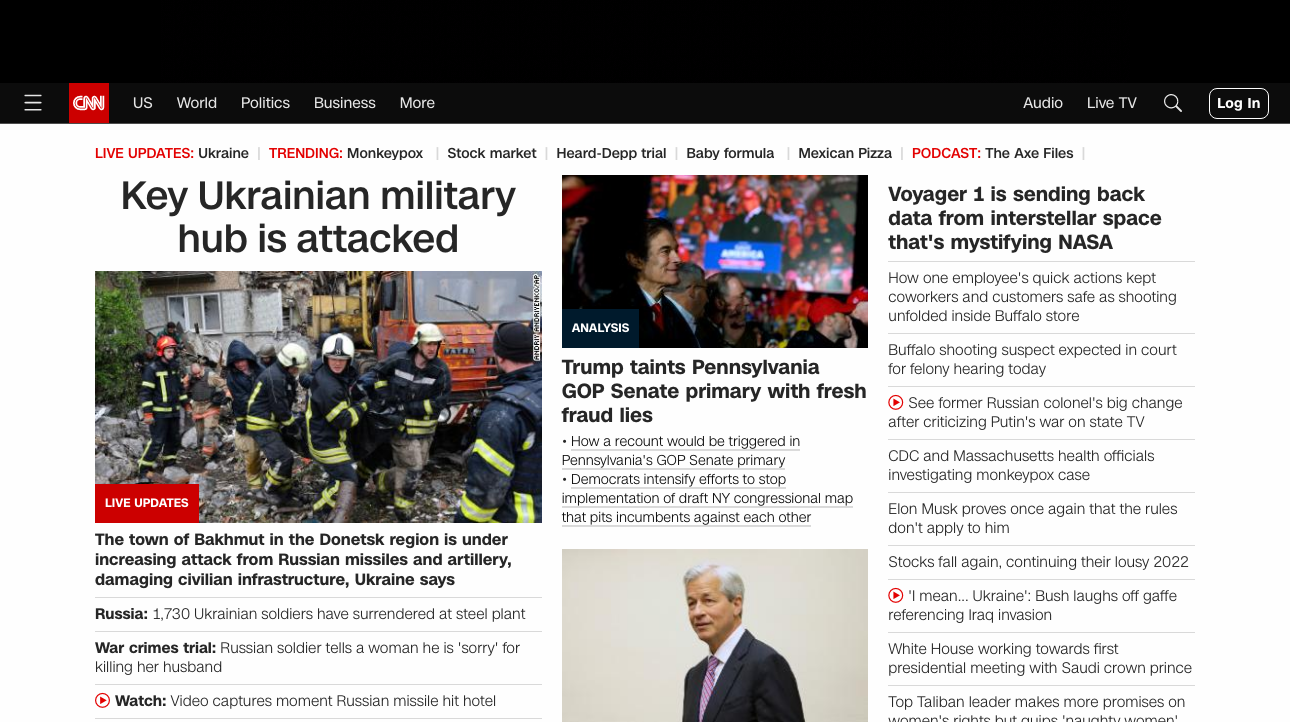 CNN
US
World
Politics
Business
More
Audio
Live TV
Log In
LIVE UPDATES: Ukraine | TRENDING: Monkeypox | Stock market | Heard-Depp trial | Baby formula | Mexican Pizza | PODCAST: The Axe Files |
Key Ukrainian military
hub is attacked
ANDRIY ANDRIYENKO/AP
LIVE UPDATES
The town of Bakhmut in the Donetsk region is under
increasing attack from Russian missiles and artillery,
damaging civilian infrastructure, Ukraine says
Russia: 1,730 Ukrainian soldiers have surrendered at steel plant
War crimes trial: Russian soldier tells a woman he is 'sorry' for
killing her husband
Watch: Video captures moment Russian missile hit hotel
AMERICA
ANALYSIS
Trump taints Pennsylvania
GOP Senate primary with fresh
fraud lies
• How a recount would be triggered in
Pennsylvania's GOP Senate primary
• Democrats intensify efforts to stop
implementation of draft NY congressional map
that pits incumbents against each other
Voyager 1 is sending back
data from interstellar space
that's mystifying NASA
How one employee's quick actions kept
coworkers and customers safe as shooting
unfolded inside Buffalo store
Buffalo shooting suspect expected in court
for felony hearing today
See former Russian colonel's big change
after criticizing Putin's war on state TV
CDC and Massachusetts health officials
investigating monkeypox case
Elon Musk proves once again that the rules
don't apply to him
Stocks fall again, continuing their lousy 2022
'I mean... Ukraine': Bush laughs off gaffe
referencing Iraq invasion
White House working towards first
presidential meeting with Saudi crown prince
Top Taliban leader makes more promises on
women's rights but quips 'naughty women'